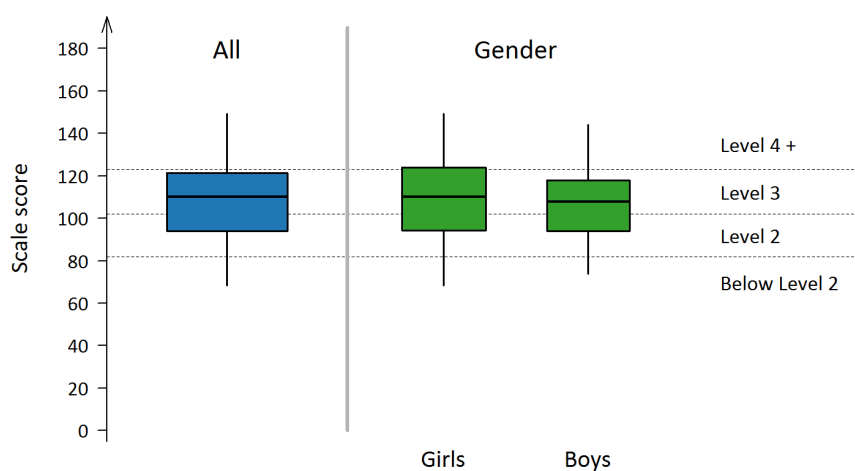 All
Gender
Scale score
180
160
140
120
100
80
60
40
20
0
Level 4 +
Level 3
Level 2
Below Level 2
Girls
Boys